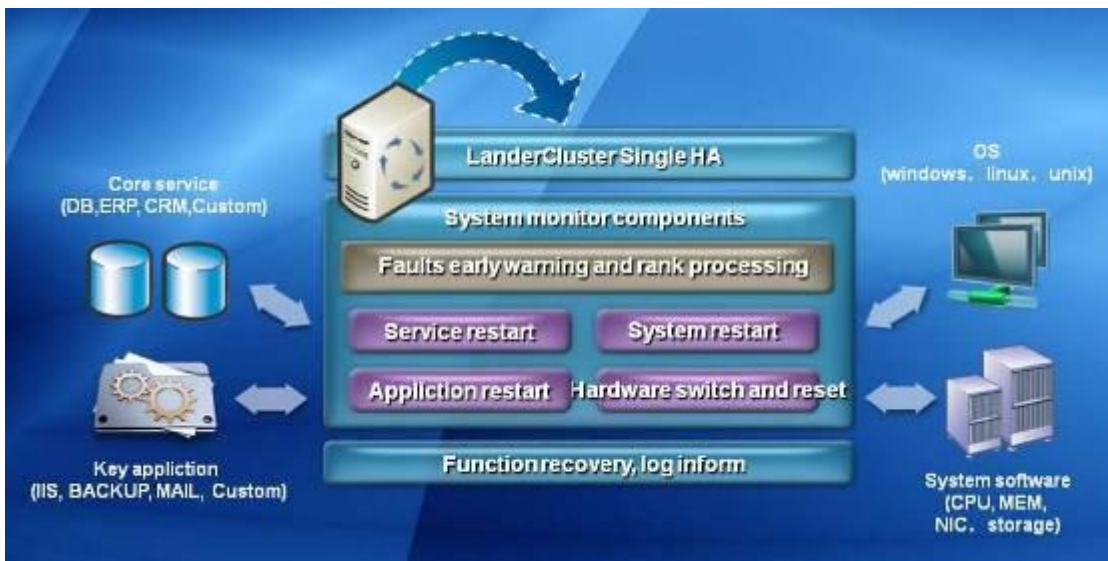 LanderCluster Single HA
OS
(windows、linux、unix)
Core service
(DB,ERP, CRM,Custom)
System monitor components
Faults early warning and rank processing
Service restart
System restart
Appliction restart
Hardware switch and reset
Key appliction
(IIS, BACKUP, MAIL, Custom)
Function recovery, log inform
System software
(CPU, MEM,
NIC、storage)